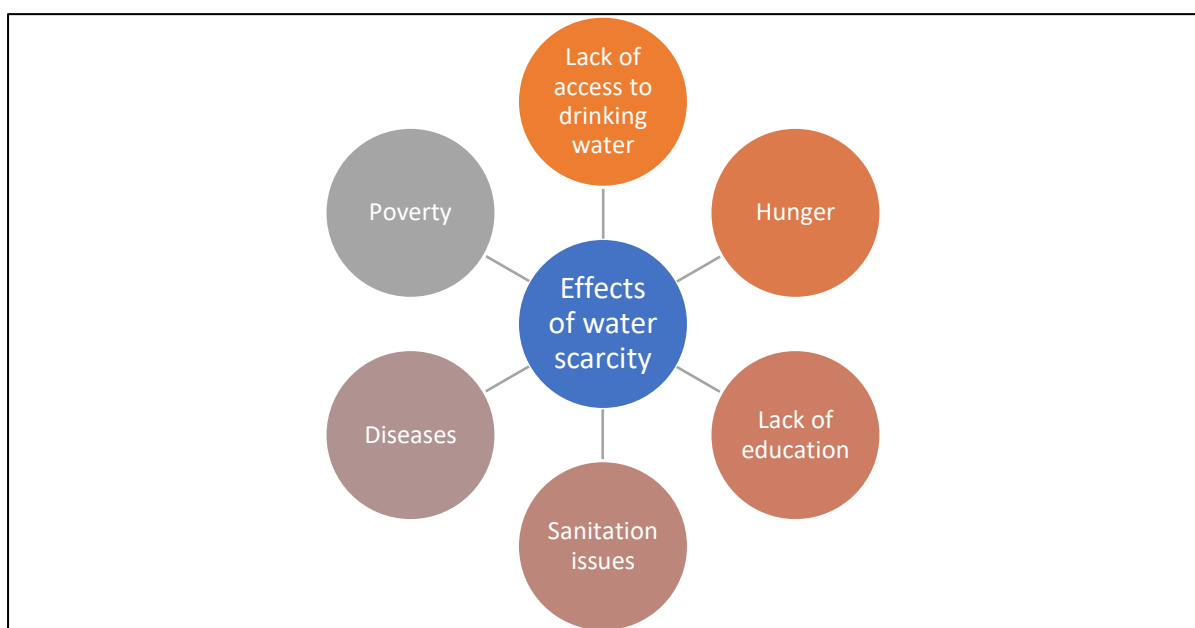 Lack of
access to
drinking
water
Poverty
Hunger
Effects
of water
scarcity
Diseases
Lack of
education
Sanitation
issues